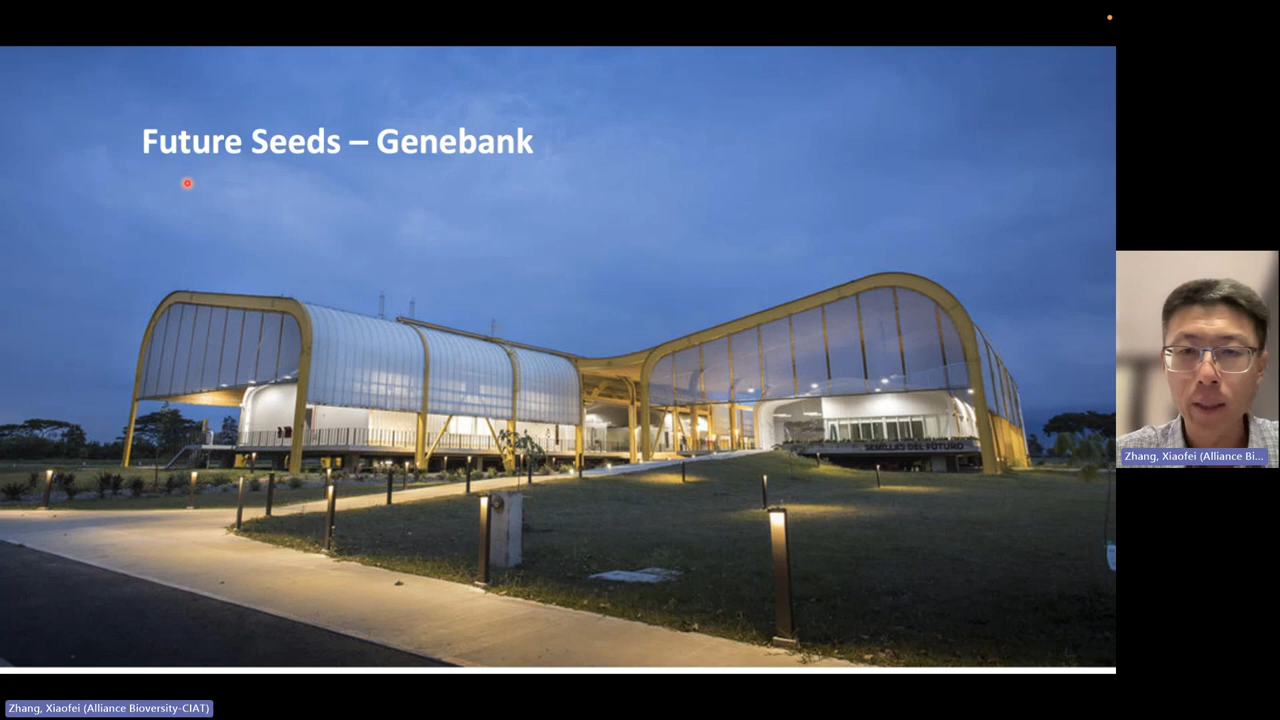 Future Seeds – Genebank
SEMILLAS DEL FUTURO
Zhang, Xiaofei (Alliance Bi...
Zhang, Xiaofei (Alliance Bioversity-CIAT)